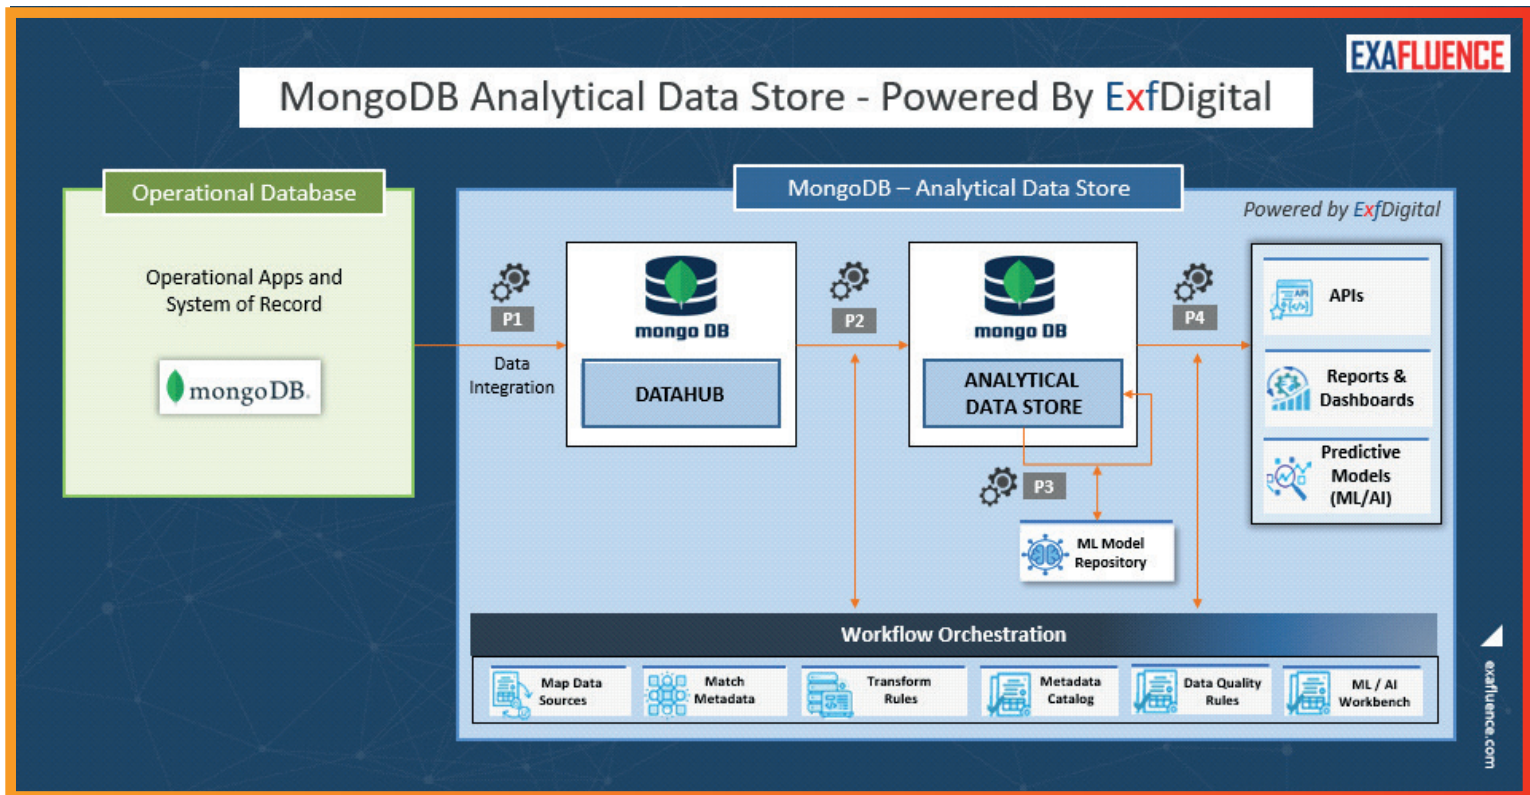 EXAFLUENCE
MongoDB Analytical Data Store - Powered By ExfDigital
Operational Database
Operational Apps and
System of Record
mongoDB.
MongoDB – Analytical Data Store
Powered by ExfDigital
P1
Data
Integration
mongo DB
DATAHUB
P2
mongo DB
ANALYTICAL
DATA STORE
P3
ML Model
Repository
P4
API
</>
APIs
Reports &
Dashboards
Predictive
Models
(ML/AI)
Workflow Orchestration
Map Data
Sources
Match
Metadata
Transform
Rules
Metadata
Catalog
Data Quality
Rules
ML / AI
Workbench
exafluence.com